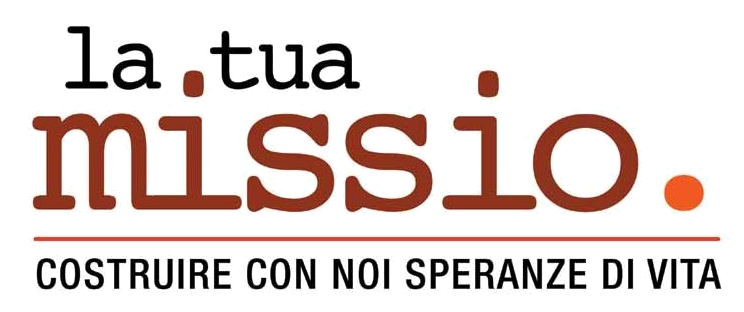 la tua
missio.
COSTRUIRE CON NOI SPERANZE DI VITA